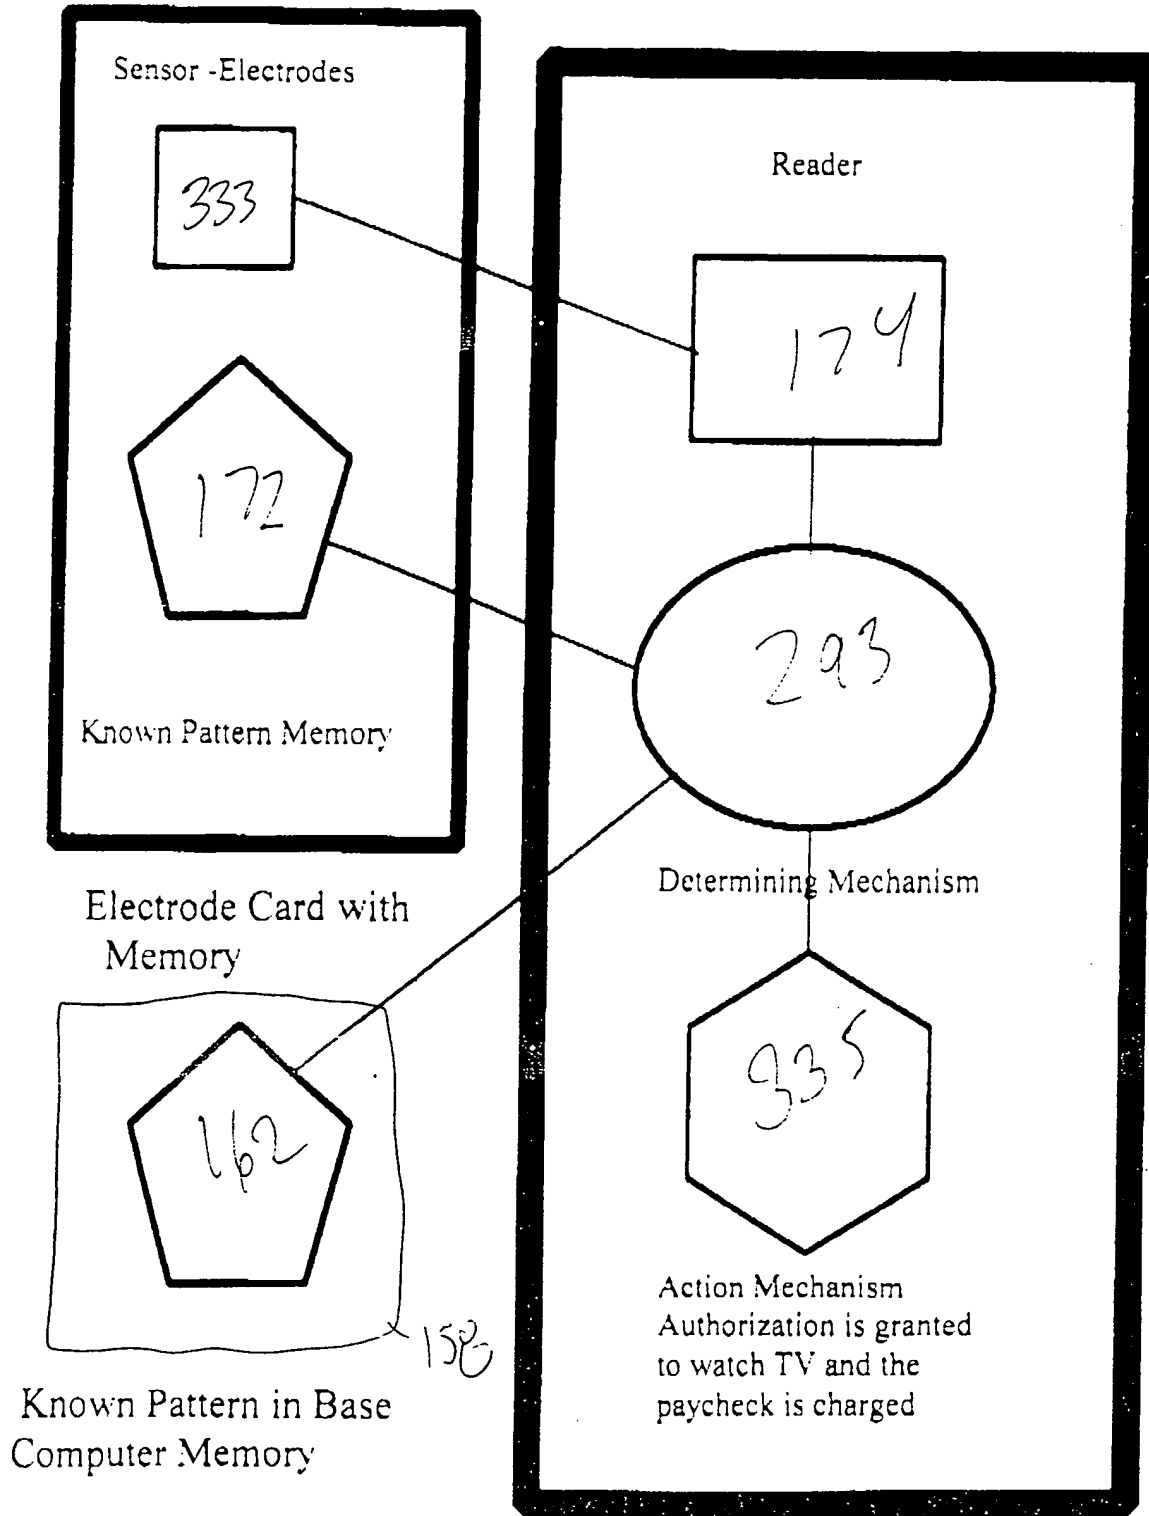 Sensor -Electrodes
333
172
Known Pattern Memory
Electrode Card with
Memory
162
158
Known Pattern in Base
Computer Memory
Reader
174
293
Determining Mechanism
335
Action Mechanism
Authorization is granted
to watch TV and the
paycheck is charged